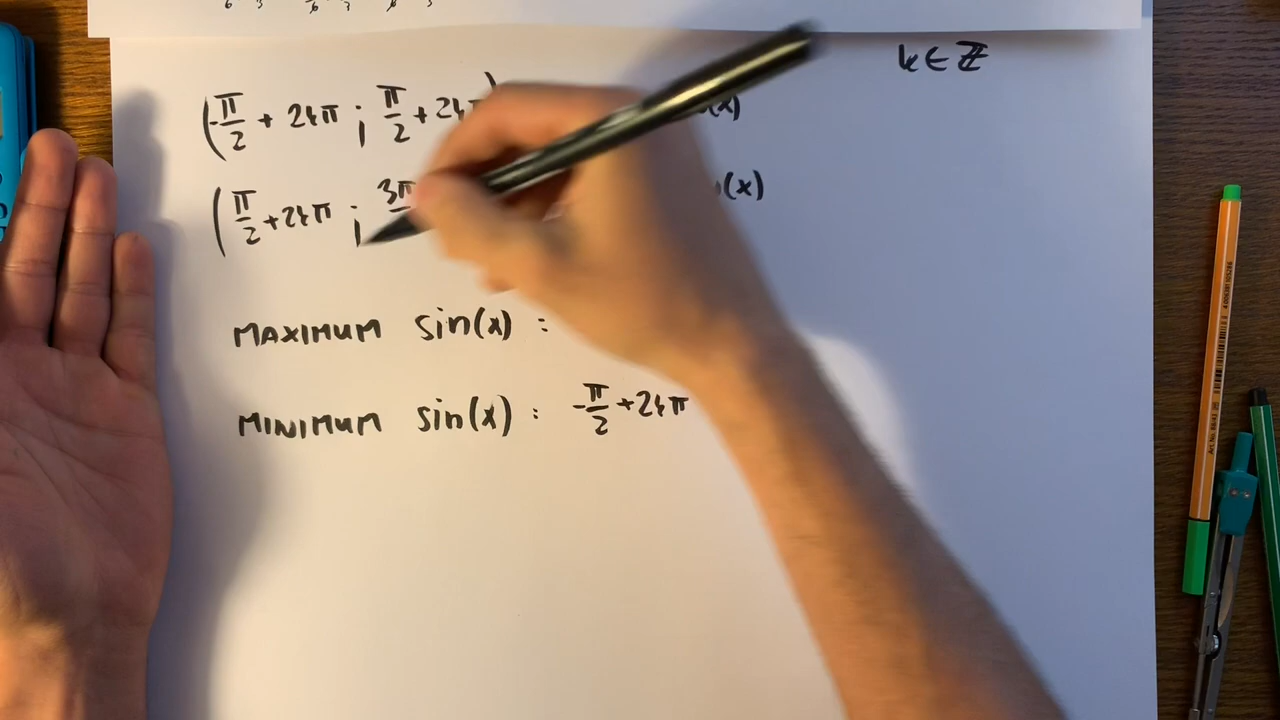 k ∈ ℤ
(-π/2 + 2kπ ; π/2 + 2kπ) (x)
(π/2 + 2kπ ; 3π (x)
MAXIMUM sin(x) :
MINIMUM sin(x) : -π/2 + 2kπ